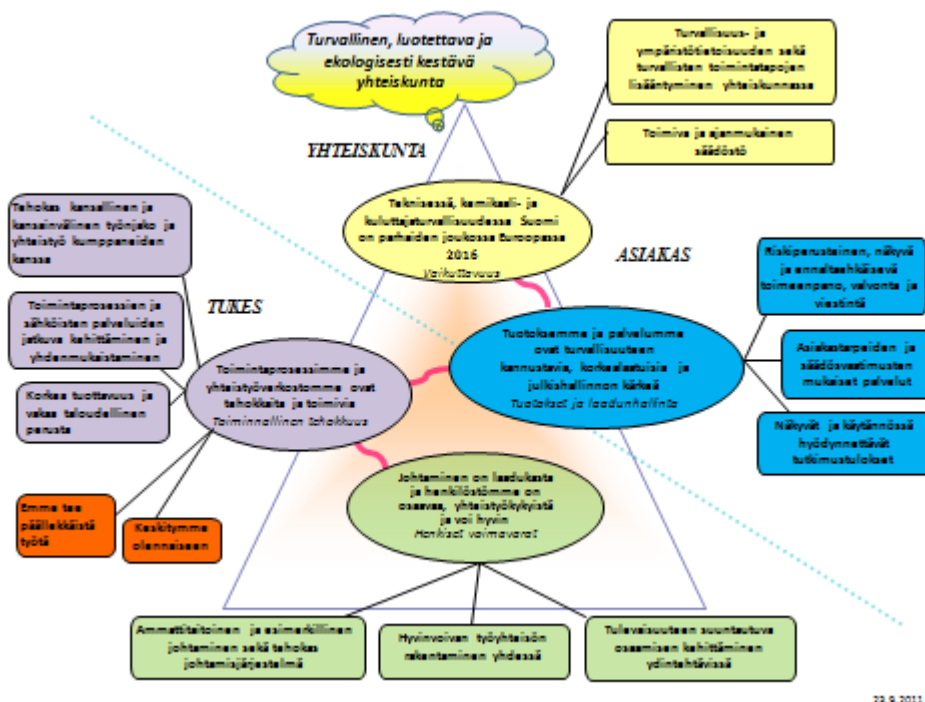 Turvallinen, luotettava ja
ekologisesti kestävä
yhteiskunta
Turvallisuus- ja
ympäristötietoisuuden sekä
turvallisten toimintatapojen
lisääntyminen yhteiskunnassa
Toimiva ja ajanmukainen
säädöstö
YHTEISKUNTA
Teknisessä, kemikaali- ja
kuluttajaturvallisuudessa Suomi
on parhaiden joukossa Euroopassa
2016
Vaikuttavuus
ASIAKAS
Tehokas kansallinen ja
kansainvälinen työnjako ja
yhteistyö kumppaneiden
kanssa
Toimintaprosessien ja
sähköisten palveluiden
jatkuva kehittäminen ja
yhdenmukaistaminen
Korkea tuottavuus ja
vakaa taloudellinen
perusta
TUKES
Riskiperusteinen, näkyvä
ja ennaltaehkäisevä
toimeenpano, valvonta ja
viestintä
Asiakastarpeiden ja
säädösvaatimusten
mukaiset palvelut
Näkyvät ja käytännössä
hyödynnettävät
tutkimustulokset
Tuotoksemme ja palvelumme
ovat turvallisuuteen
kannustavia, korkealaatuisia ja
julkishallinnon kärkeä
Tuotokset ja laadunhallinta
Toimintaprosessimme ja
yhteistyöverkostomme ovat
tehokkaita ja toimivia
Toiminnallinen tehokkuus
Emme tee
päällekkäistä
työtä
Keskitymme
olennaiseen
Johtaminen on laadukasta
ja henkilöstömme on
osaavaa, yhteistyökykyistä
ja voi hyvin
Henkiset voimavarat
Ammattitaitoinen ja esimerkillinen
johtaminen sekä tehokas
johtamisjärjestelmä
Hyvinvoivan työyhteisön
rakentaminen yhdessä
Tulevaisuuteen suuntautuva
osaamisen kehittäminen
ydintehtävissä
23.9.2011